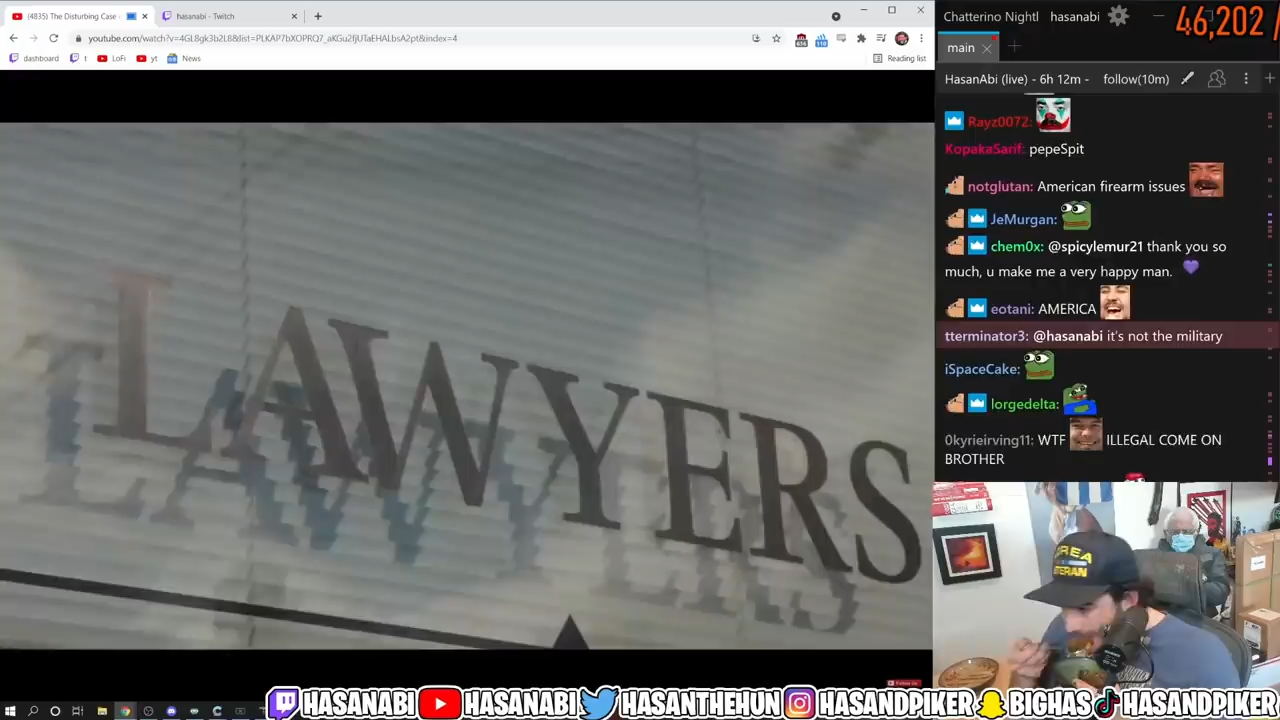 (4835) The Disturbing Case
hasanabi - Twitch
youtube.com/watch?v=4GL8gk3b2L8&list=PLKAP7bXOPRQ7_aKGu2fjUTaEHALbsA2pt&index=4
dashboard
t
LoFi
yt
News
Reading list
LAWYERS
Chatterino Nightl
hasanabi
46,202 /
main
HasanAbi (live) - 6h 12m -
follow(10m)
Rayz0072:
KopakaSarif: pepeSpit
notglutan: American firearm issues
JeMurgan:
chem0x: @spicylemur21 thank you so
much, u make me a very happy man.
eotani: AMERICA
tterminator3: @hasanabi it's not the military
iSpaceCake:
lorgedelta:
0kyrieirving11: WTF ILLEGAL COME ON
BROTHER
VETERAN
HASANABI HASANABI HASANTHEHUN HASANDPIKER BIGHAS HASANDPIKER